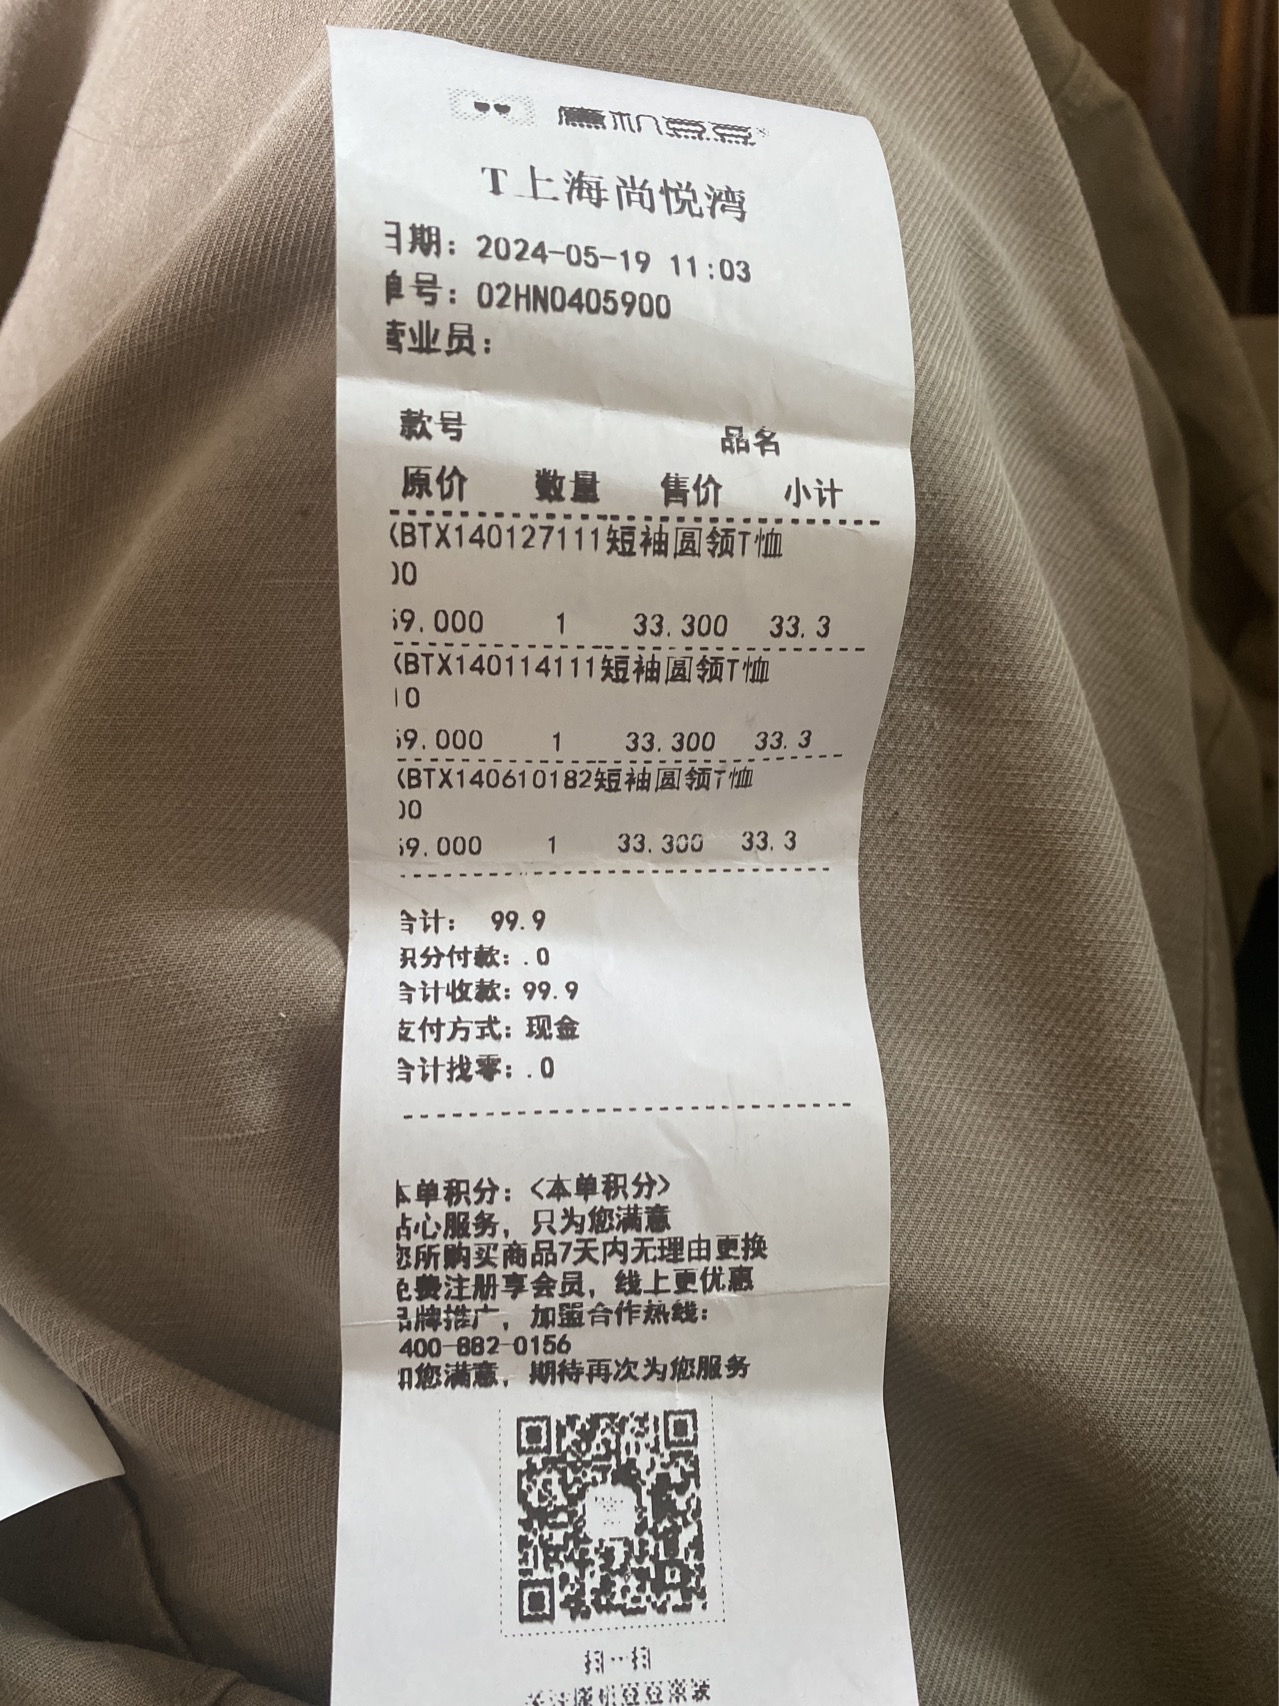 T上海尚悦湾
日期：2024-05-19 11:03
单号：02HN0405900
营业员：
款号 品名
原价 数量 售价 小计
KBTX140127111短袖圆领T恤
00
59.000 1 33.300 33.3
KBTX140114111短袖圆领T恤
10
59.000 1 33.300 33.3
KBTX140610182短袖圆领T恤
00
59.000 1 33.300 33.3
合计： 99.9
积分付款：.0
合计收款：99.9
支付方式：现金
合计找零：.0
本单积分：<本单积分>
贴心服务，只为您满意
您所购买商品7天内无理由更换
免费注册享会员，线上更优惠
品牌推广，加盟合作热线：
400-882-0156
如您满意，期待再次为您服务
扫一扫